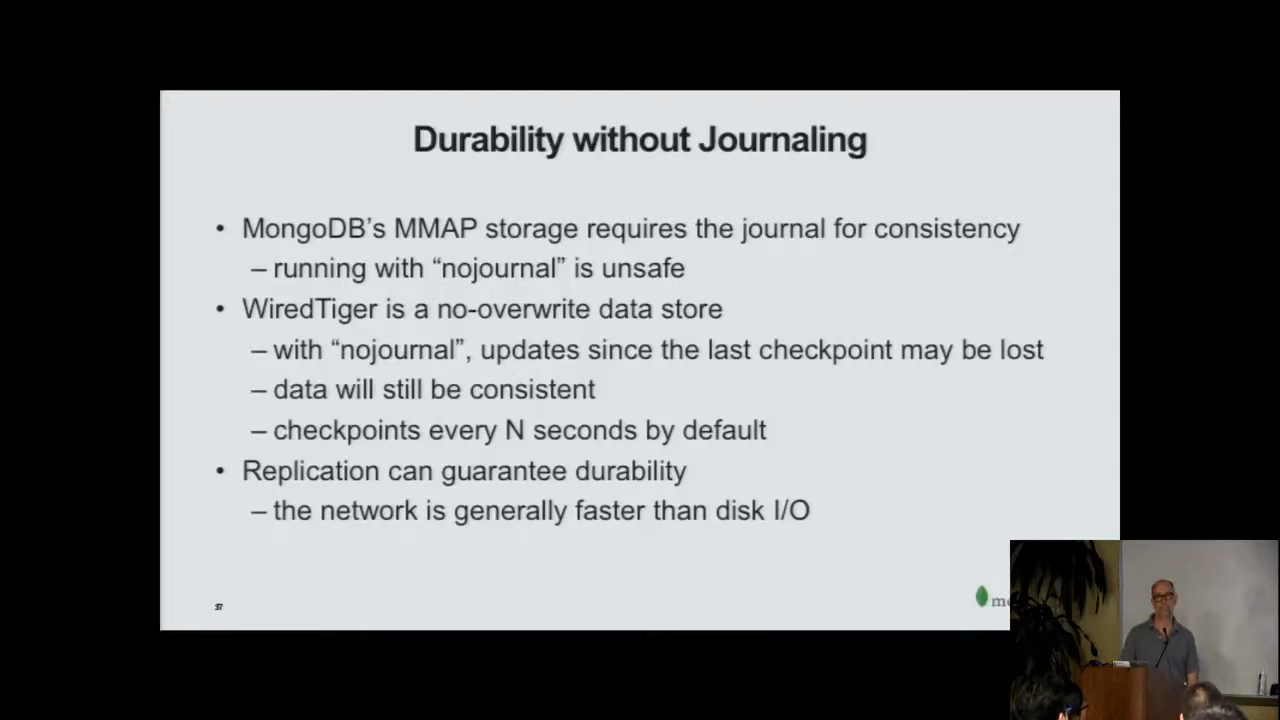 Durability without Journaling
• MongoDB’s MMAP storage requires the journal for consistency
– running with “nojournal” is unsafe
• WiredTiger is a no-overwrite data store
– with “nojournal”, updates since the last checkpoint may be lost
– data will still be consistent
– checkpoints every N seconds by default
• Replication can guarantee durability
– the network is generally faster than disk I/O
37